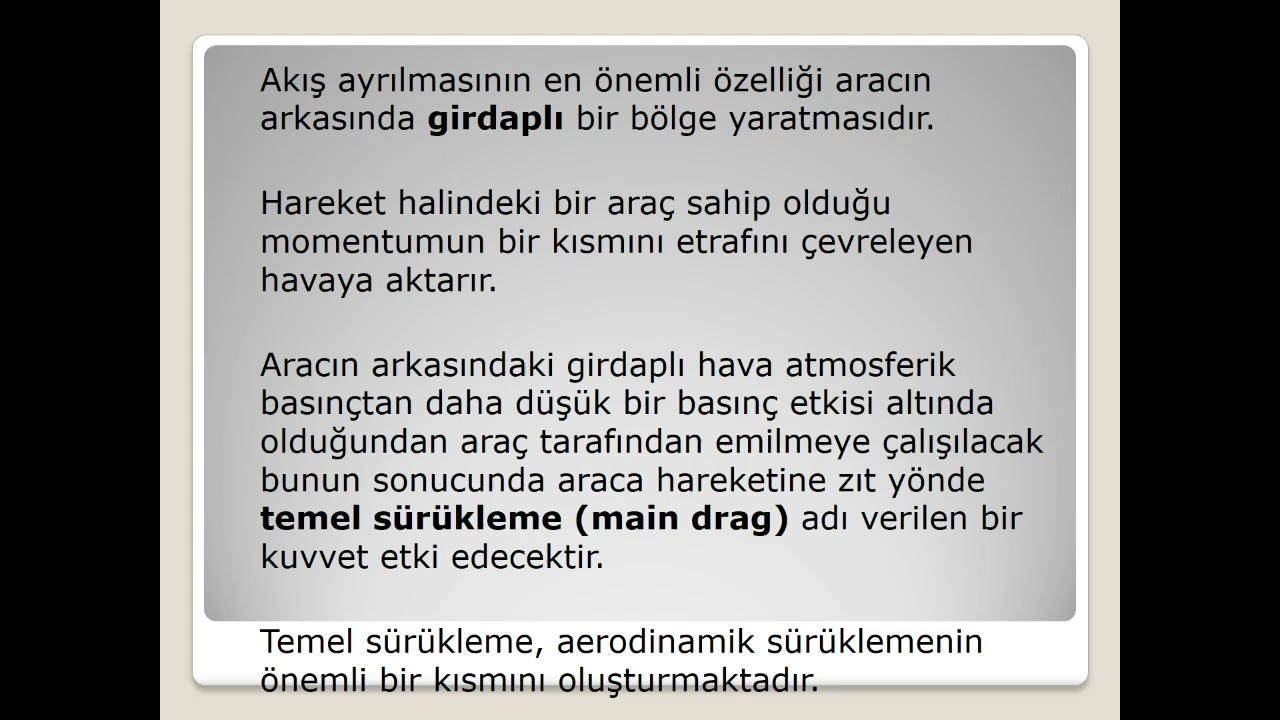 Akış ayrılmasının en önemli özelliği aracın
arkasında girdaplı bir bölge yaratmasıdır.
Hareket halindeki bir araç sahip olduğu
momentumun bir kısmını etrafını çevreleyen
havaya aktarır.
Aracın arkasındaki girdaplı hava atmosferik
basınçtan daha düşük bir basınç etkisi altında
olduğundan araç tarafından emilmeye çalışılacak
bunun sonucunda araca hareketine zıt yönde
temel sürükleme (main drag) adı verilen bir
kuvvet etki edecektir.
Temel sürükleme, aerodinamik sürüklemenin
önemli bir kısmını oluşturmaktadır.